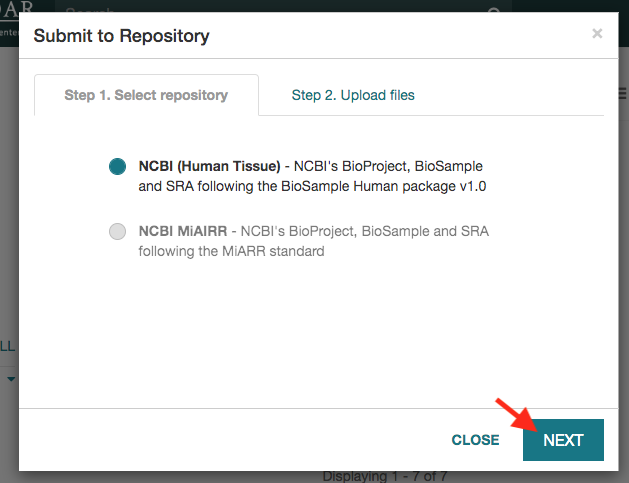 DAR
Search
enter
Submit to Repository
×
Step 1. Select repository
Step 2. Upload files
NCBI (Human Tissue) - NCBI's BioProject, BioSample
and SRA following the BioSample Human package v1.0
NCBI MiAIRR - NCBI's BioProject, BioSample and SRA
following the MiARR standard
LL
CLOSE
NEXT
Displaying 1 - 7 of 7